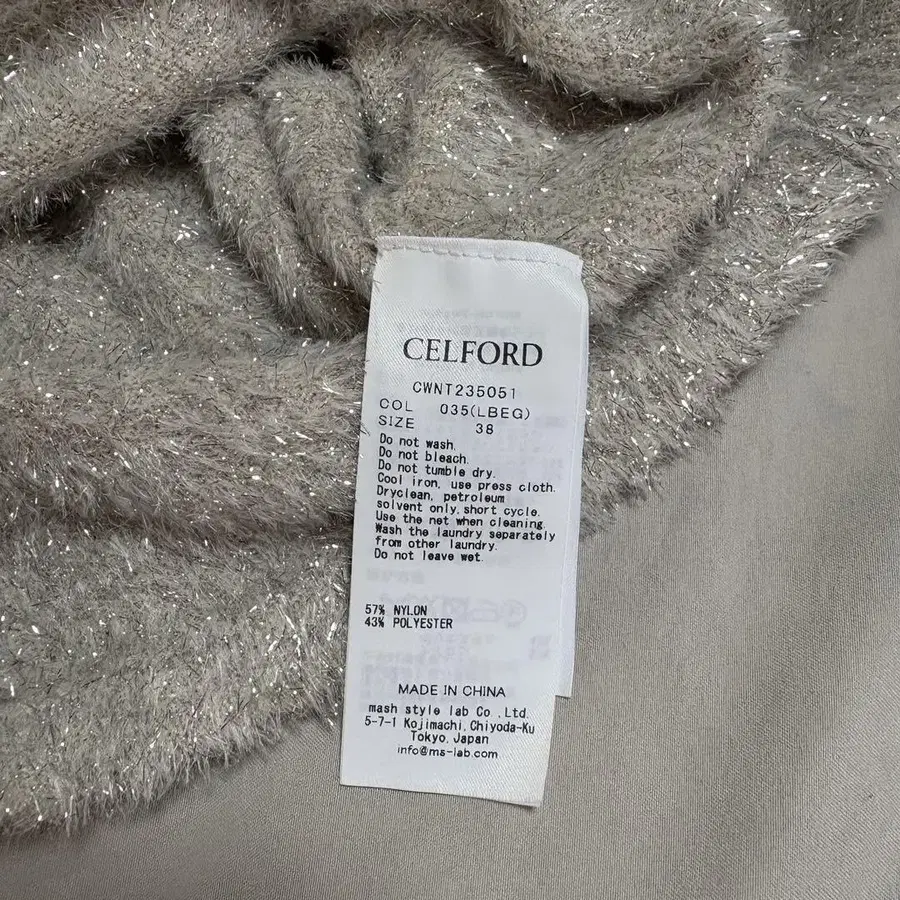 CELFORD
CWNT235051
COL 035(LBEG)
SIZE 38
Do not wash.
Do not bleach.
Do not tumble dry.
Cool iron, use press cloth.
Dryclean, petroleum
solvent only, short cycle.
Use the net when cleaning.
Wash the laundry separately
from other laundry.
Do not leave wet.
57% NYLON
43% POLYESTER
MADE IN CHINA
mash style lab Co.,Ltd.
5-7-1 Kojimachi, Chiyoda-Ku
Tokyo, Japan
info@ms-lab.com